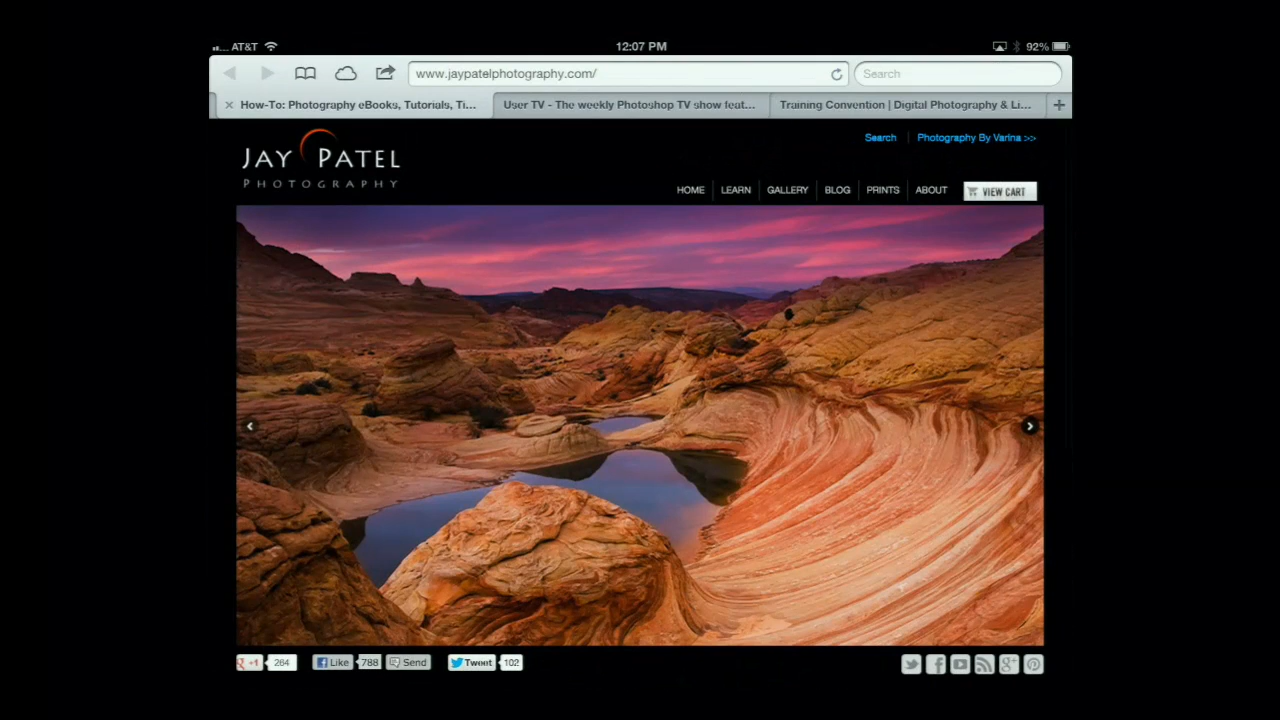 AT&T 12:07 PM 92%
www.jaypatelphotography.com/ Search
How-To: Photography eBooks, Tutorials, Ti... User TV - The weekly Photoshop TV show feat... Training Convention | Digital Photography & Li...
Search Photography By Varina >>
JAY PATEL
PHOTOGRAPHY
HOME LEARN GALLERY BLOG PRINTS ABOUT VIEW CART
+1 284 Like 788 Send Tweet 102